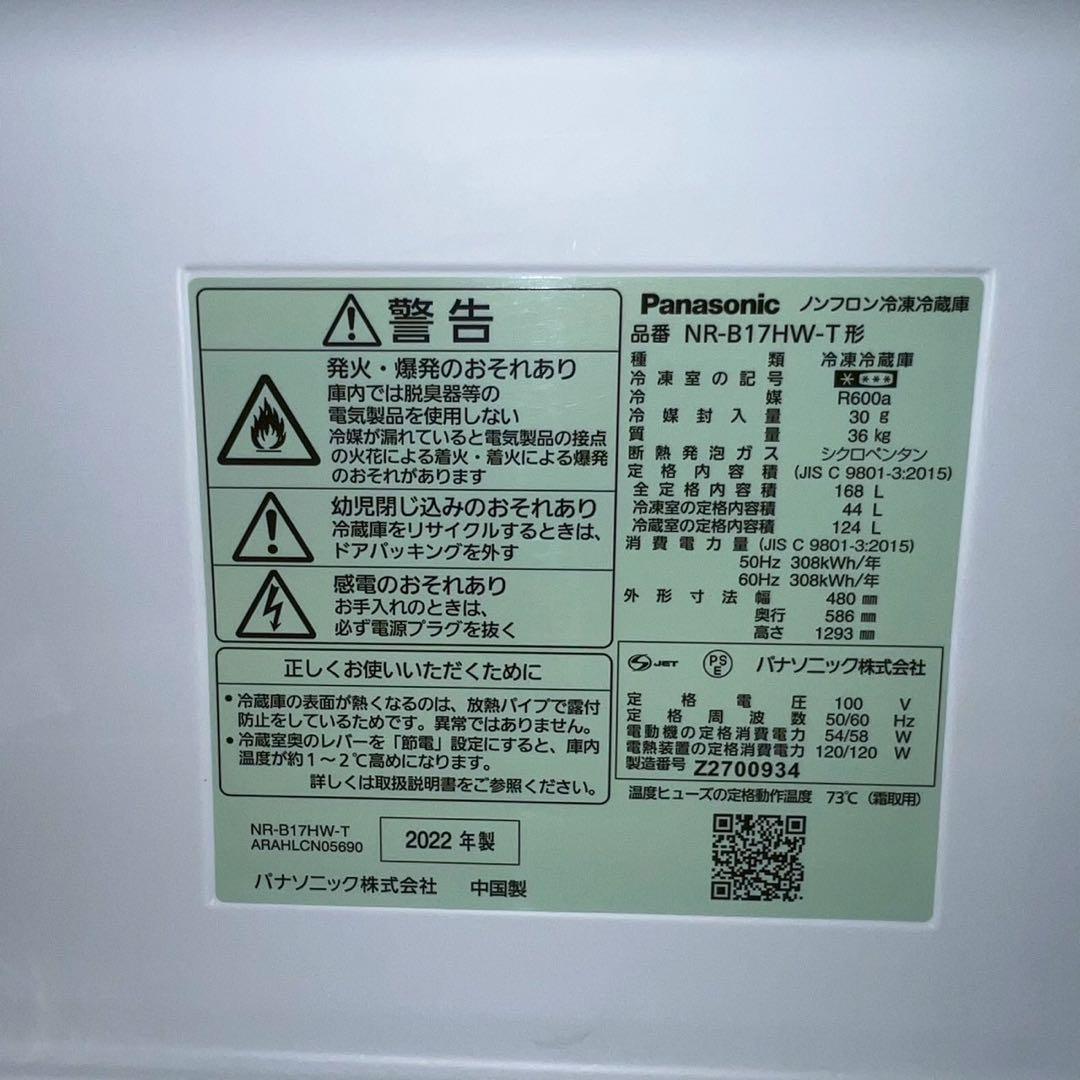 警告
発火・爆発のおそれあり
庫内では脱臭器等の
電気製品を使用しない
冷媒が漏れていると電気製品の接点
の火花による着火・着火による爆発
のおそれがあります
幼児閉じ込みのおそれあり
冷蔵庫をリサイクルするときは、
ドアパッキングを外す
感電のおそれあり
お手入れのときは、
必ず電源プラグを抜く
正しくお使いいただくために
• 冷蔵庫の表面が熱くなるのは、放熱パイプで露付
防止をしているためです。異常ではありません。
• 冷蔵室奥のレバーを「節電」設定にすると、庫内
温度が約1〜2℃高めになります。
詳しくは取扱説明書をご参照ください。
NR-B17HW-T
ARAHLCN05690
2022 年製
パナソニック株式会社 中国製
Panasonic ノンフロン冷凍冷蔵庫
品番 NR-B17HW-T形
種類 冷凍冷蔵庫
冷凍室の記号 * ***
冷媒 R600a
冷媒封入量 30 g
質量 36 kg
断熱発泡ガス シクロペンタン
定格内容積 (JIS C 9801-3:2015)
全定格内容積 168 L
冷凍室の定格内容積 44 L
冷蔵室の定格内容積 124 L
消費電力量 (JIS C 9801-3:2015)
50Hz 308kWh/年
60Hz 308kWh/年
外形寸法 幅 480 mm
奥行 586 mm
高さ 1293 mm
S JET PS E パナソニック株式会社
定格電圧 100 V
定格周波数 50/60 Hz
電動機の定格消費電力 54/58 W
電熱装置の定格消費電力 120/120 W
製造番号 Z2700934
温度ヒューズの定格動作温度 73℃ (霜取用)